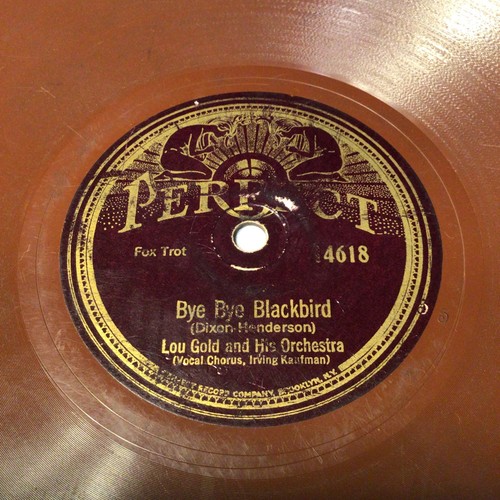 PERFECT
Fox Trot
14618
Bye Bye Blackbird
(Dixon-Henderson)
Lou Gold and His Orchestra
(Vocal Chorus, Irving Kaufman)
RECORD COMPANY, BROOKLYN, N.Y.